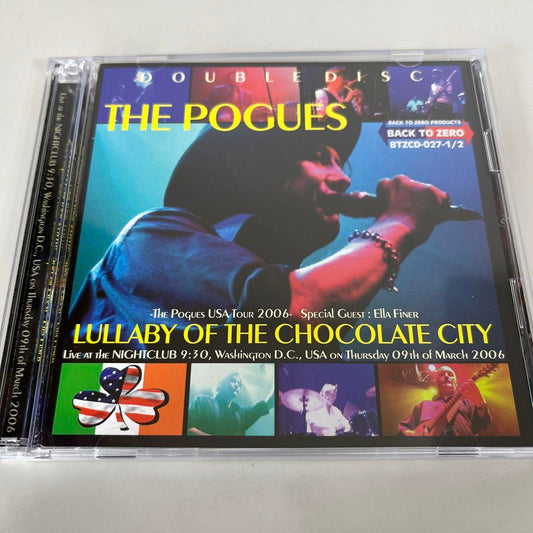 DOUBLEDISC
THE POGUES
BACK TO ZERO PRODUCTS
BACK TO ZERO
BTZCD-027-1/2
-The Pogues USA Tour 2006- Special Guest : Ella Finer
LULLABY OF THE CHOCOLATE CITY
Live at the NIGHTCLUB 9:30, Washington D.C., USA on Thursday 09th of March 2006
Live at the NIGHTCLUB 9:30, Washington D.C., USA on Thursday 09th of March 2006